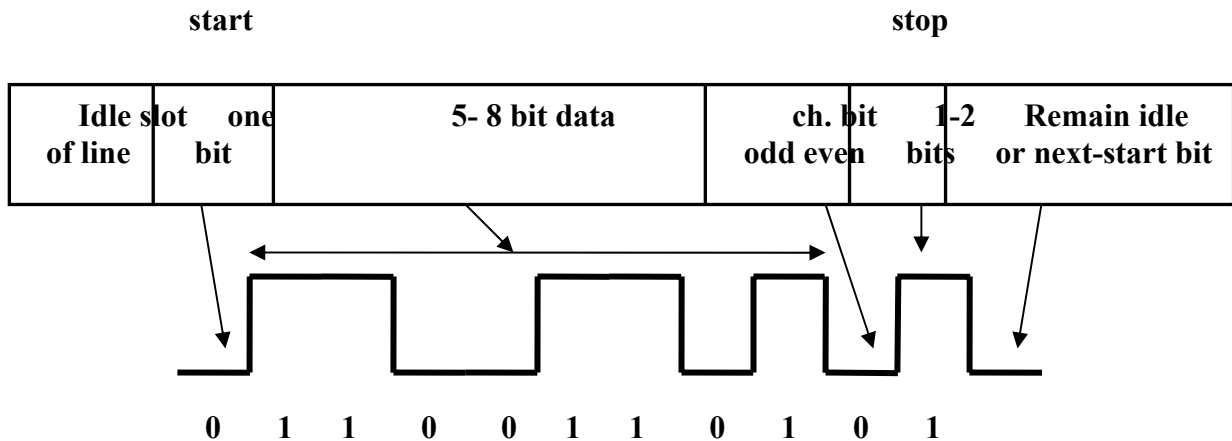 start stop
Idle slot one 5- 8 bit data ch. bit 1-2 Remain idle
of line bit odd even bits or next-start bit
0 1 1 0 0 1 1 0 1 0 1